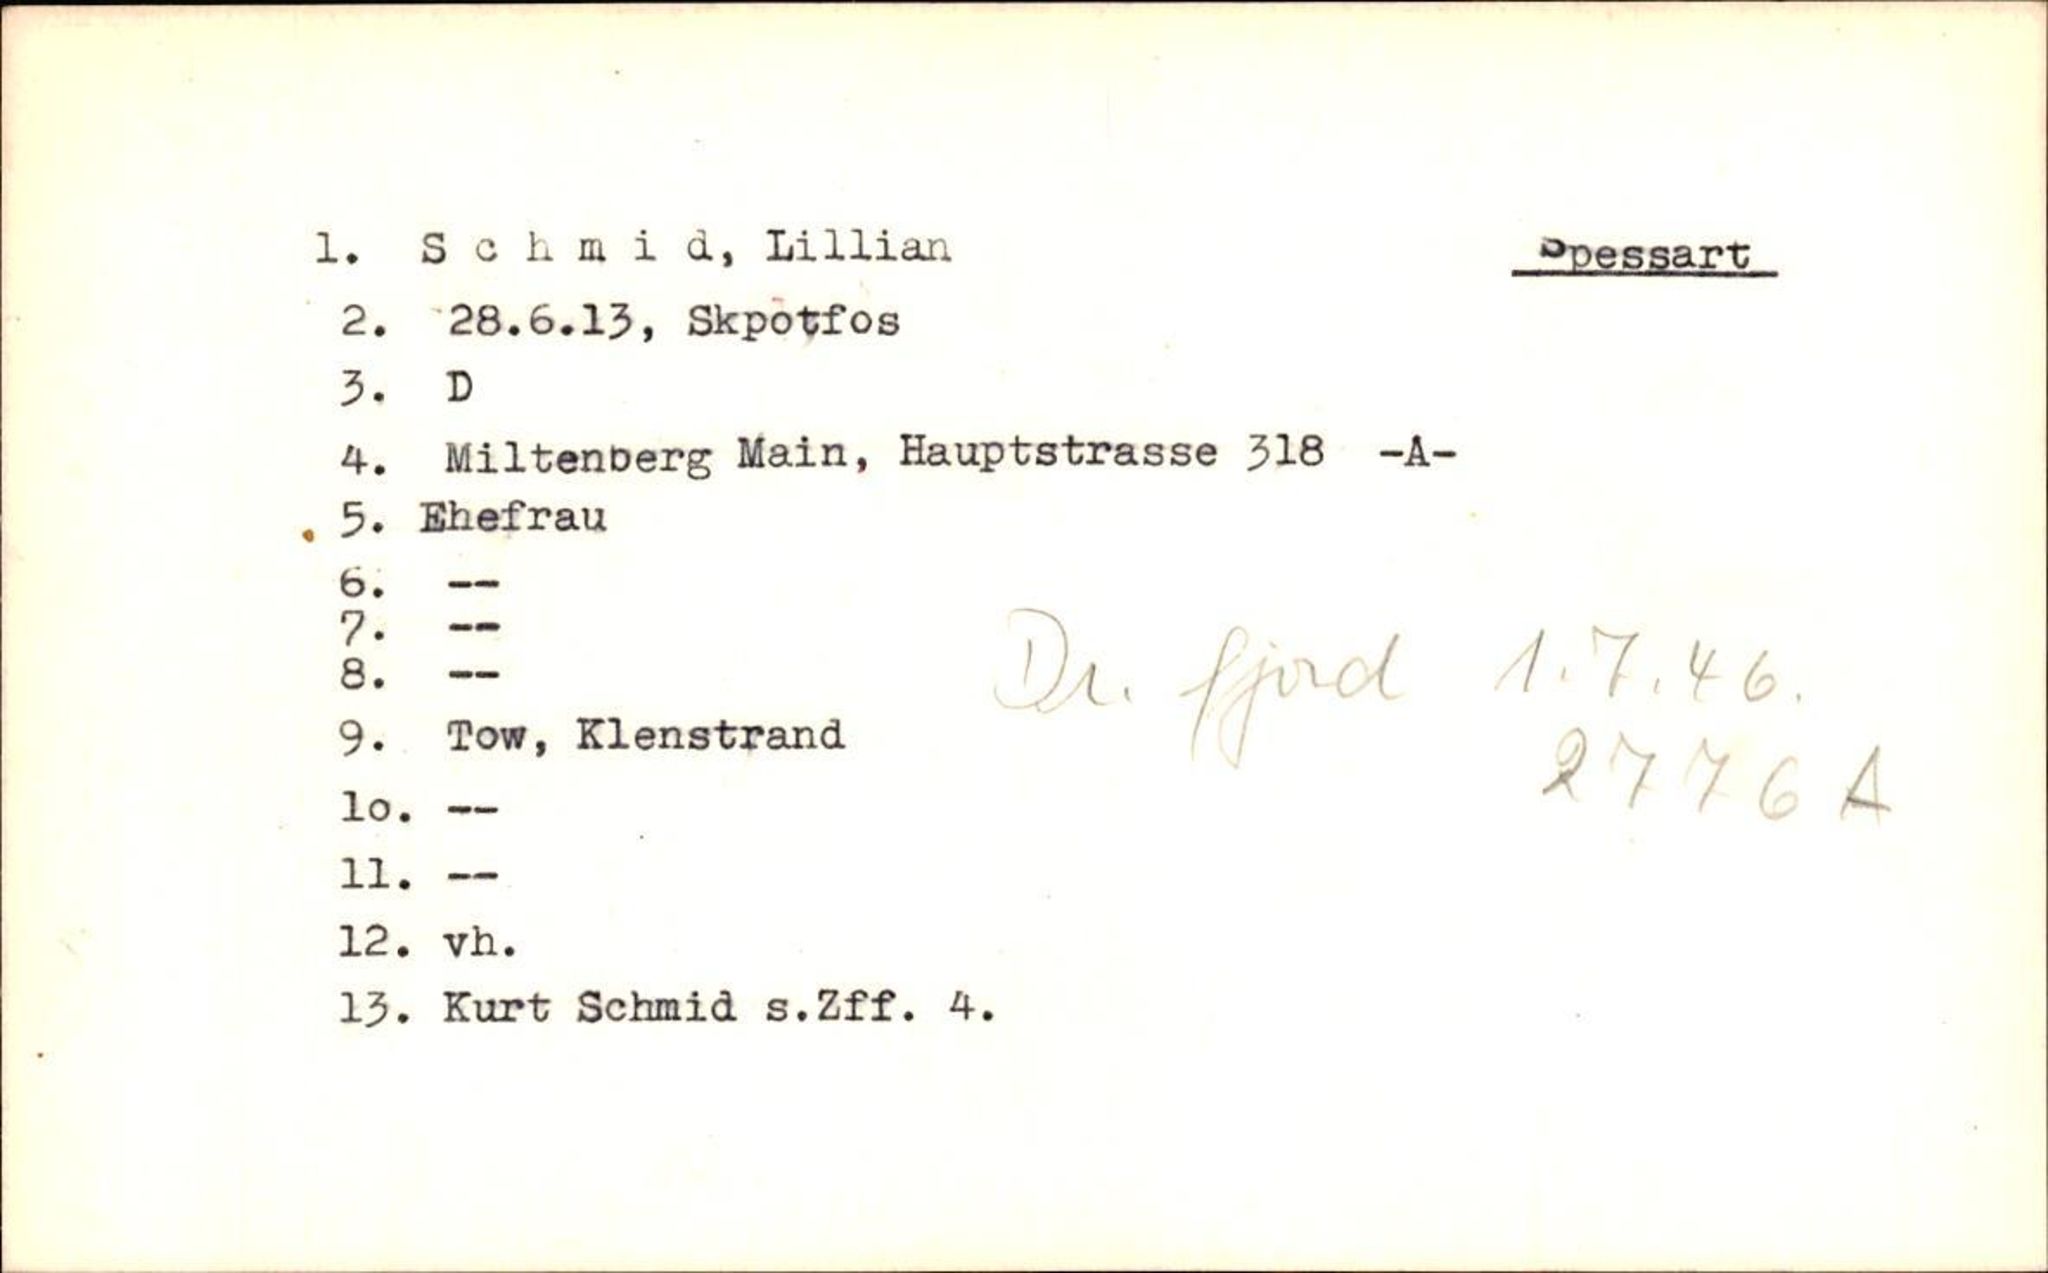 1. S c h m i d, Lillian Spessart
2. 28.6.13, Skpotfos
3. D
4. Miltenberg Main, Hauptstrasse 318 -A-
5. Ehefrau
6. --
7. --
8. --
Dr. fjord 1.7.46.
9. Tow, Klenstrand
2776 A
lo. --
11. --
12. vh.
13. Kurt Schmid s.Zff. 4.